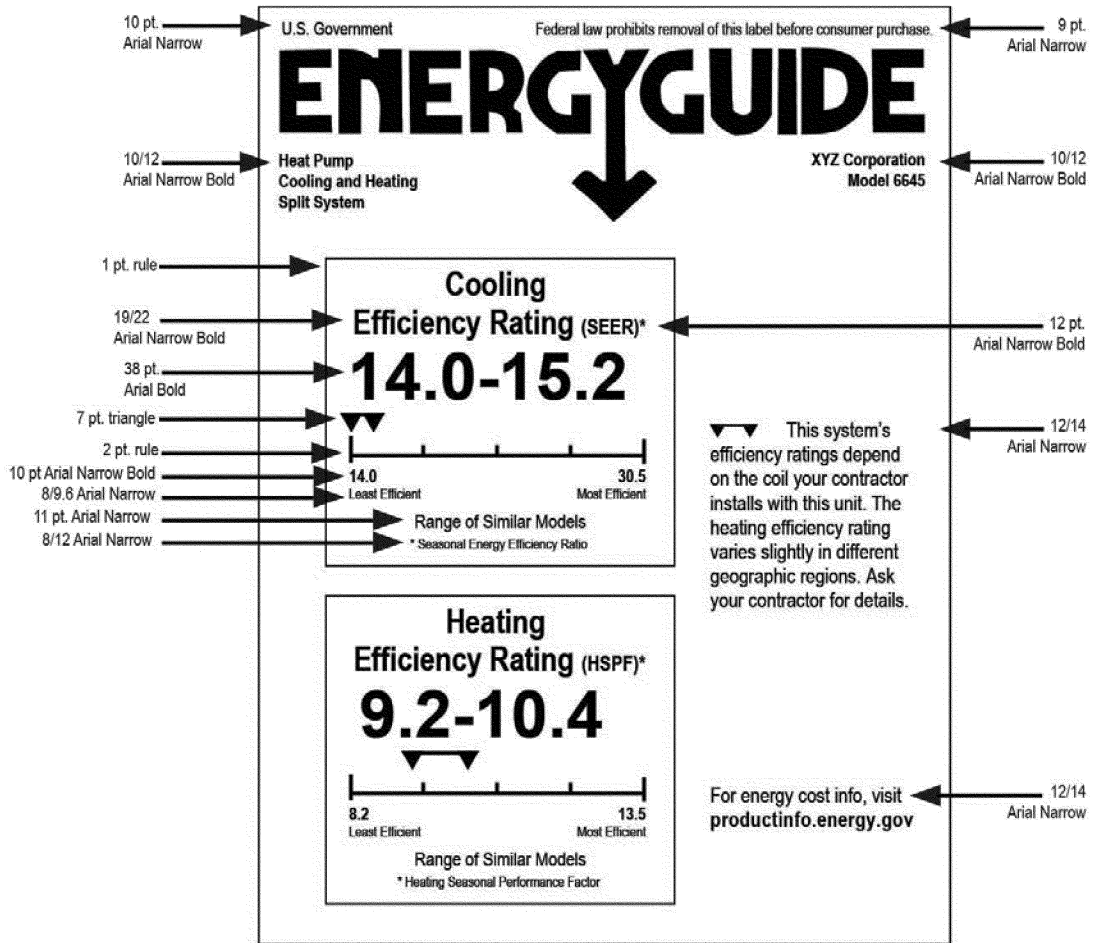 10 pt.
Arial Narrow
U.S. Government
Federal law prohibits removal of this label before consumer purchase.
9 pt.
Arial Narrow
ENERGYGUIDE
10/12
Arial Narrow Bold
Heat Pump
Cooling and Heating
Split System
XYZ Corporation
Model 6645
10/12
Arial Narrow Bold
1 pt. rule
Cooling
19/22
Arial Narrow Bold
Efficiency Rating (SEER)*
12 pt.
Arial Narrow Bold
38 pt.
Arial Bold
14.0-15.2
7 pt. triangle
2 pt. rule
10 pt Arial Narrow Bold
14.0
30.5
8/9.6 Arial Narrow
Least Efficient
Most Efficient
11 pt. Arial Narrow
Range of Similar Models
8/12 Arial Narrow
* Seasonal Energy Efficiency Ratio
This system's
efficiency ratings depend
on the coil your contractor
installs with this unit. The
heating efficiency rating
varies slightly in different
geographic regions. Ask
your contractor for details.
12/14
Arial Narrow
Heating
Efficiency Rating (HSPF)*
9.2-10.4
8.2
13.5
Least Efficient
Most Efficient
Range of Similar Models
* Heating Seasonal Performance Factor
For energy cost info, visit
productinfo.energy.gov
12/14
Arial Narrow